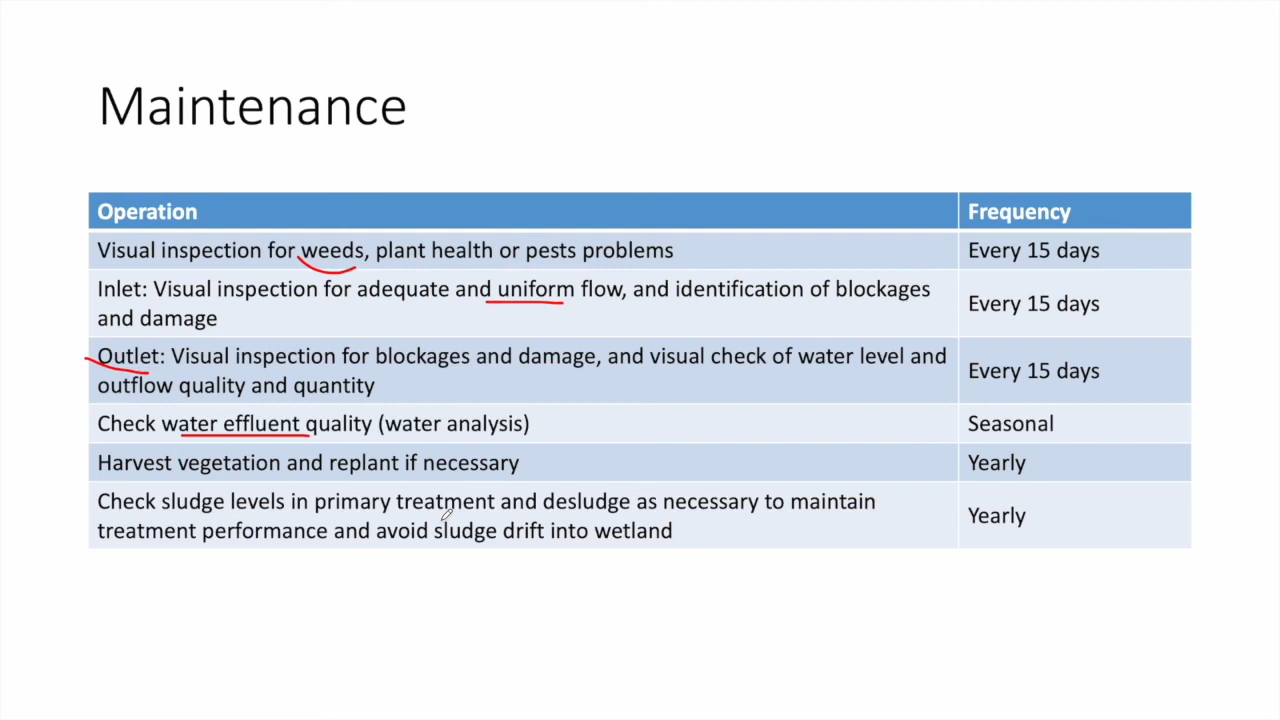 Maintenance
Operation
Frequency
Visual inspection for weeds, plant health or pests problems
Every 15 days
Inlet: Visual inspection for adequate and uniform flow, and identification of blockages
and damage
Every 15 days
Outlet: Visual inspection for blockages and damage, and visual check of water level and
outflow quality and quantity
Every 15 days
Check water effluent quality (water analysis)
Seasonal
Harvest vegetation and replant if necessary
Yearly
Check sludge levels in primary treatment and desludge as necessary to maintain
treatment performance and avoid sludge drift into wetland
Yearly